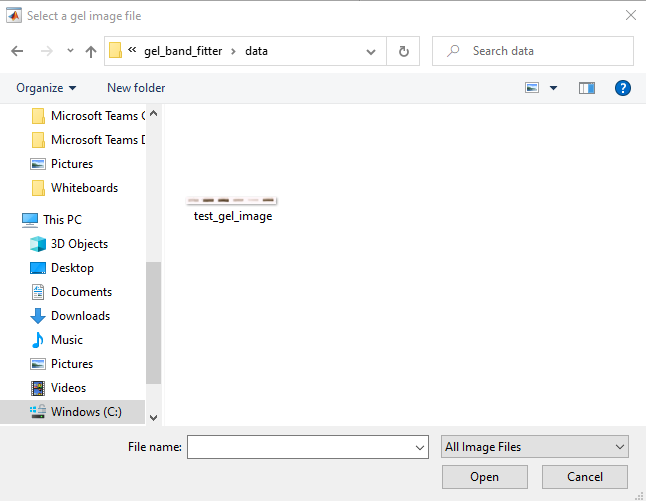 Select a gel image file
« gel_band_fitter › data
Search data
Organize
New folder
Microsoft Teams C
Microsoft Teams D
Pictures
Whiteboards
This PC
3D Objects
Desktop
Documents
Downloads
Music
Pictures
Videos
Windows (C:)
test_gel_image
File name:
All Image Files
Open
Cancel